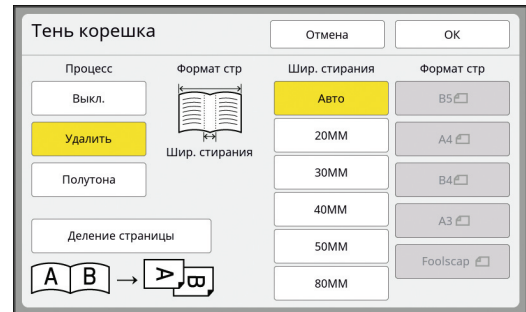 Тень корешка
Отмена
ОК
Процесс
Формат стр
Шир. стирания
Формат стр
Выкл.
Удалить
Полутона
Шир. стирания
Авто
20MM
30MM
40MM
50MM
80MM
B5
A4
B4
A3
Foolscap
Деление страницы
A B → A B